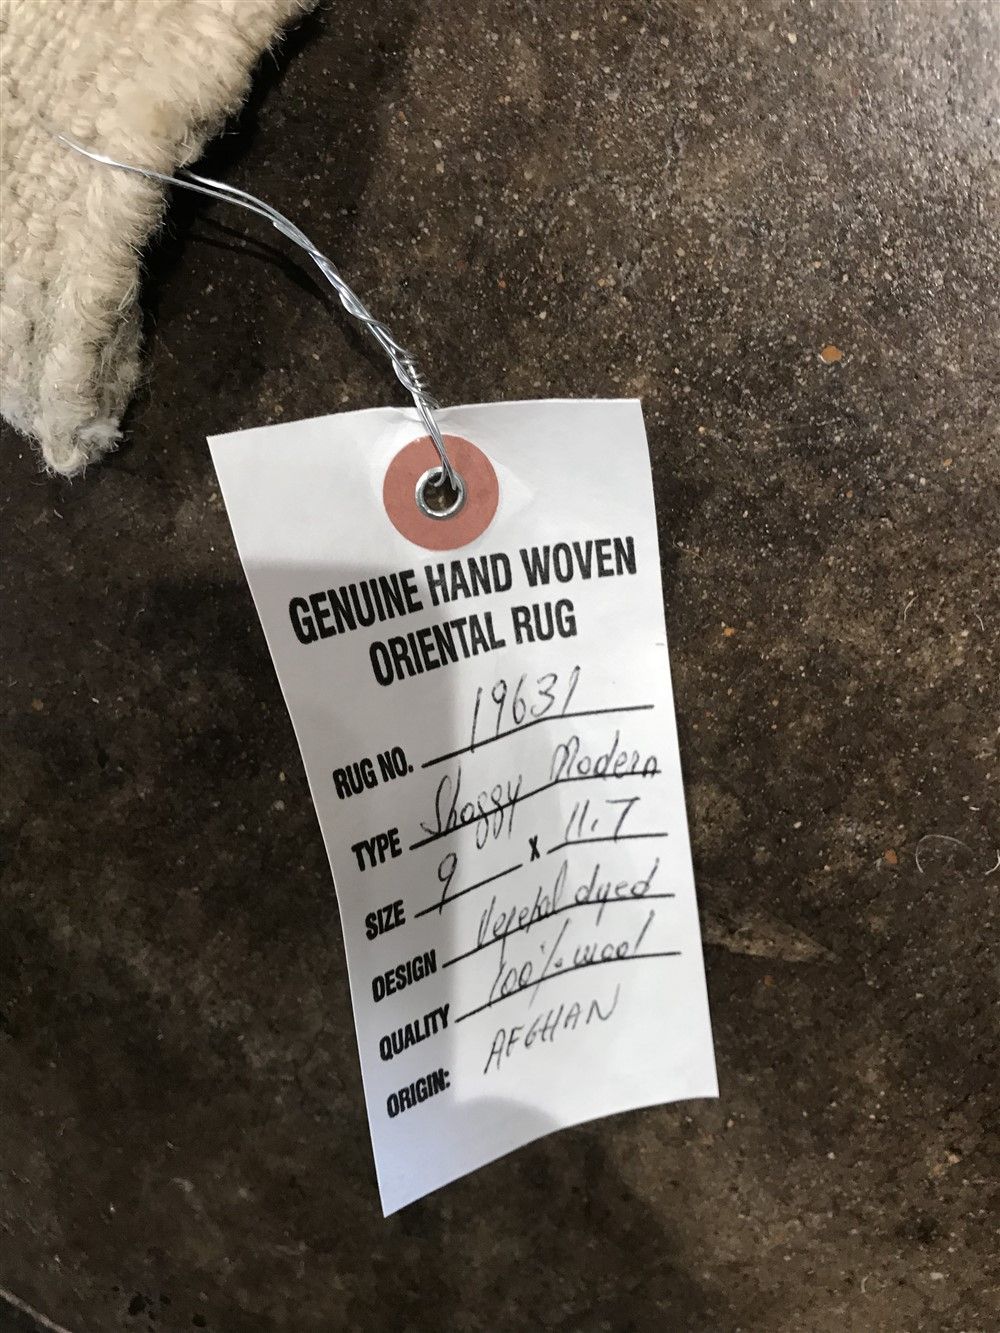 GENUINE HAND WOVEN
ORIENTAL RUG
RUG NO. 19631
TYPE Shaggy Modern
SIZE 9 x 11.7
DESIGN Vegetal dyed
QUALITY 100% wool
ORIGIN: AFGHAN